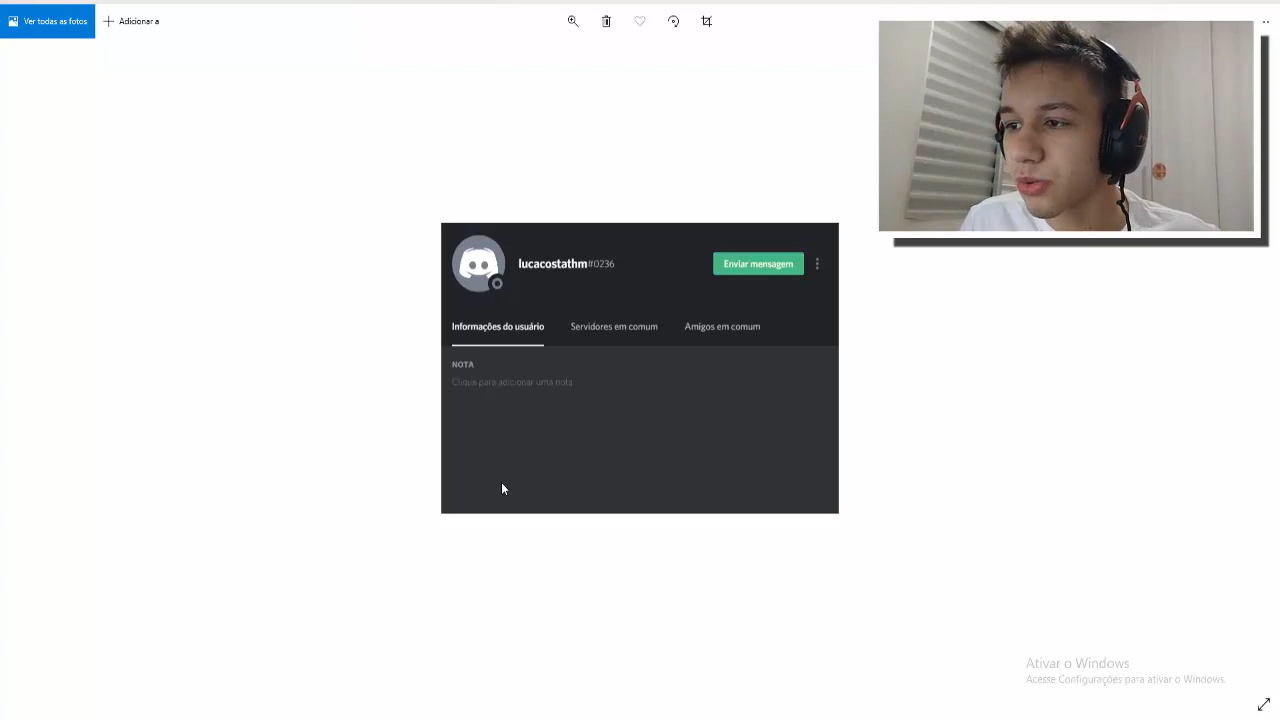 Ver todas as fotos
Adicionar a
lucacostathm#0236
Enviar mensagem
Informações do usuário
Servidores em comum
Amigos em comum
NOTA
Clique para adicionar uma nota
Ativar o Windows
Acesse Configurações para ativar o Windows.